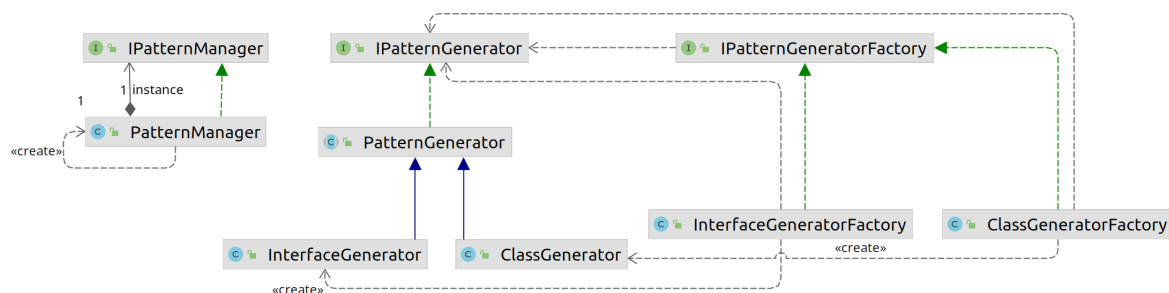 IPatternManager
IPatternGenerator
IPatternGeneratorFactory
1 instance
1
PatternManager
«create»
PatternGenerator
InterfaceGeneratorFactory
ClassGeneratorFactory
InterfaceGenerator
ClassGenerator
«create»
«create»